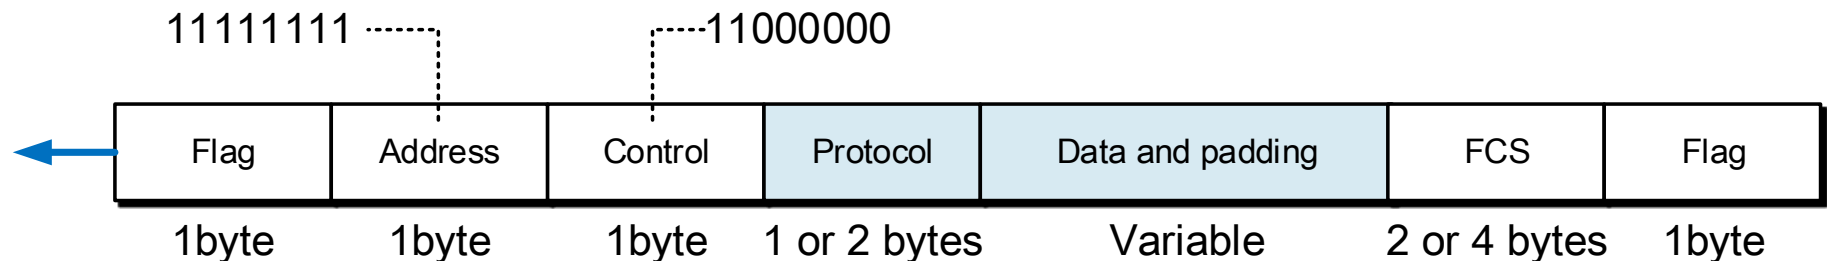 11111111 11000000
Flag Address Control Protocol Data and padding FCS Flag
1byte 1byte 1byte 1 or 2 bytes Variable 2 or 4 bytes 1byte